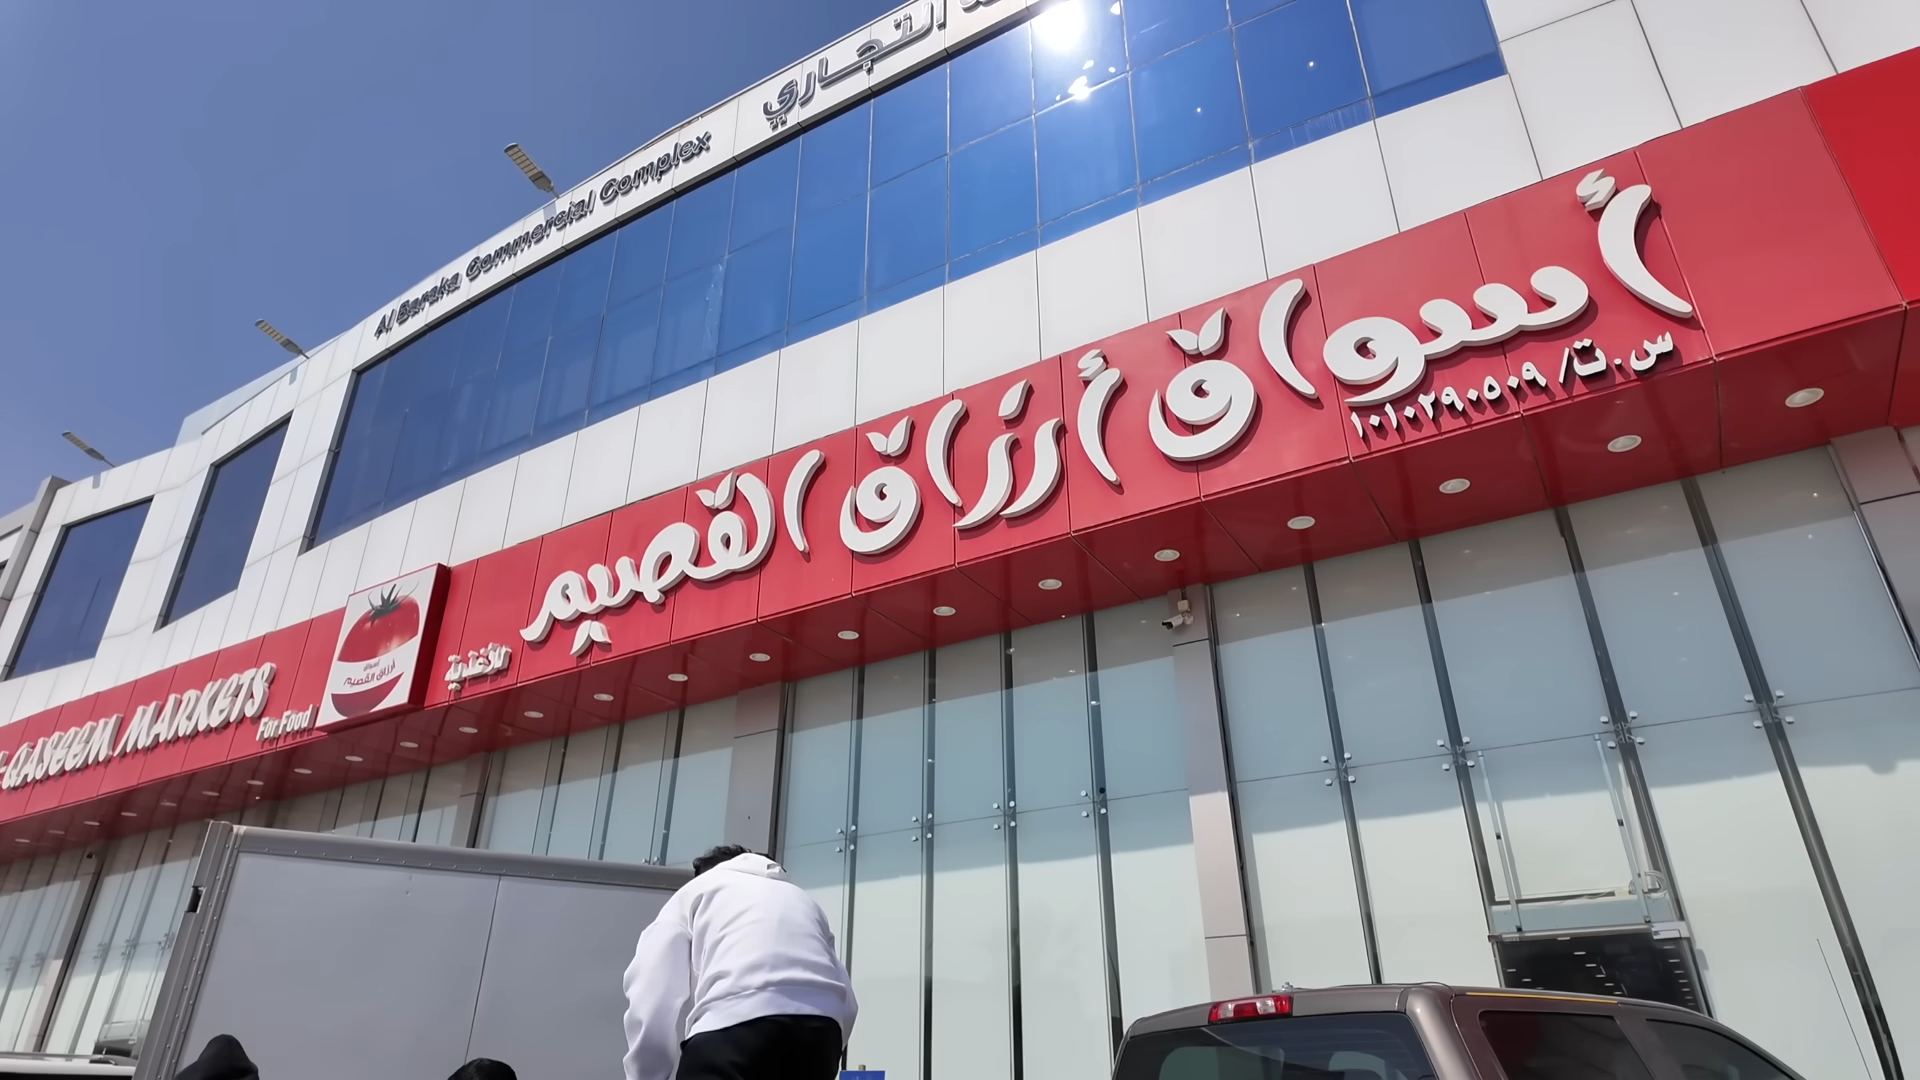 التجاري
Al Baraka Commercial Complex
أسواق أرزاق القصيم
س.ت/ ١٠١٠٢٩٠٥٠٩
للأغذية
أسواق
أرزاق القصيم
QASEEM MARKETS
For Food